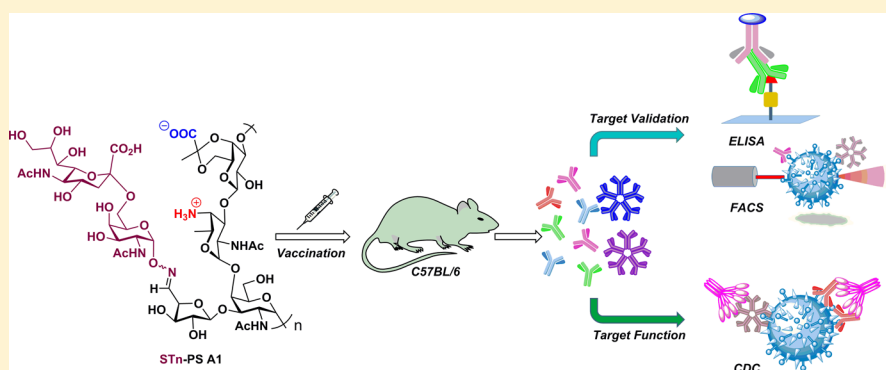 OH
OH
HO
CO₂H
AcHN
HO
HO
HO
AcHN
O
N
H
HO
OH
STn-PS A1
⊖
OOC
O
OH
⊕
H₃N
NHAc
OH
HO
AcHN
n
Vaccination
C57BL/6
Target Validation
ELISA
FACS
Target Function
CDC